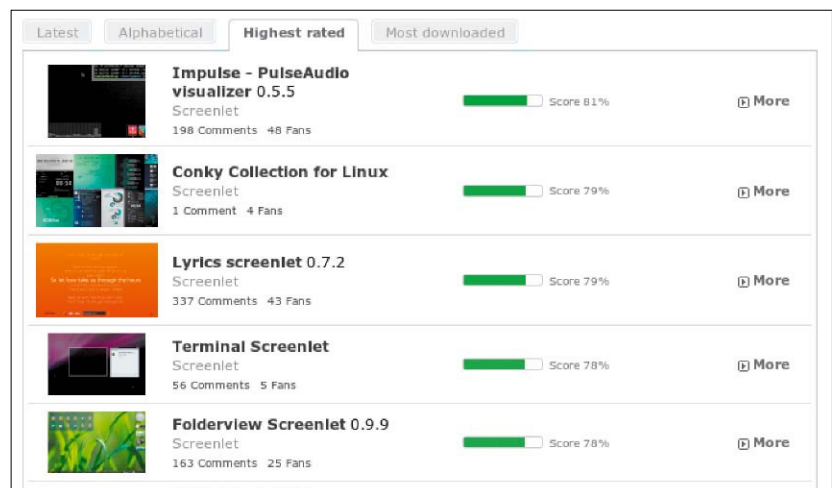 Latest
Alphabetical
Highest rated
Most downloaded
Impulse - PulseAudio
visualizer 0.5.5
Screenlet
198 Comments 48 Fans
Score 81%
More
Conky Collection for Linux
Screenlet
1 Comment 4 Fans
Score 79%
More
Lyrics screenlet 0.7.2
Screenlet
337 Comments 43 Fans
Score 79%
More
Terminal Screenlet
Screenlet
56 Comments 5 Fans
Score 78%
More
Folderview Screenlet 0.9.9
Screenlet
163 Comments 25 Fans
Score 78%
More